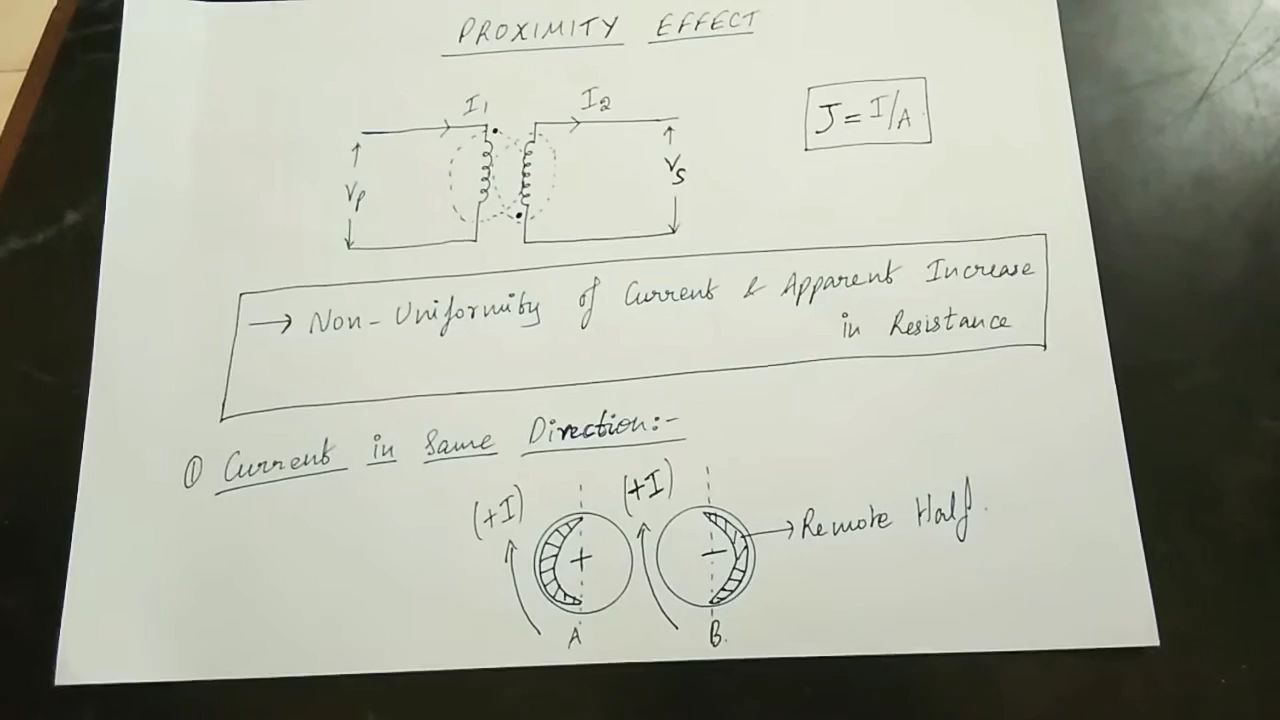 PROXIMITY EFFECT
I1 I2
J = I/A
VP VS
→ Non-Uniformity of Current & Apparent Increase
in Resistance
① Current in Same Direction:-
(+I) (+I)
+ + → Remote Half.
A B.